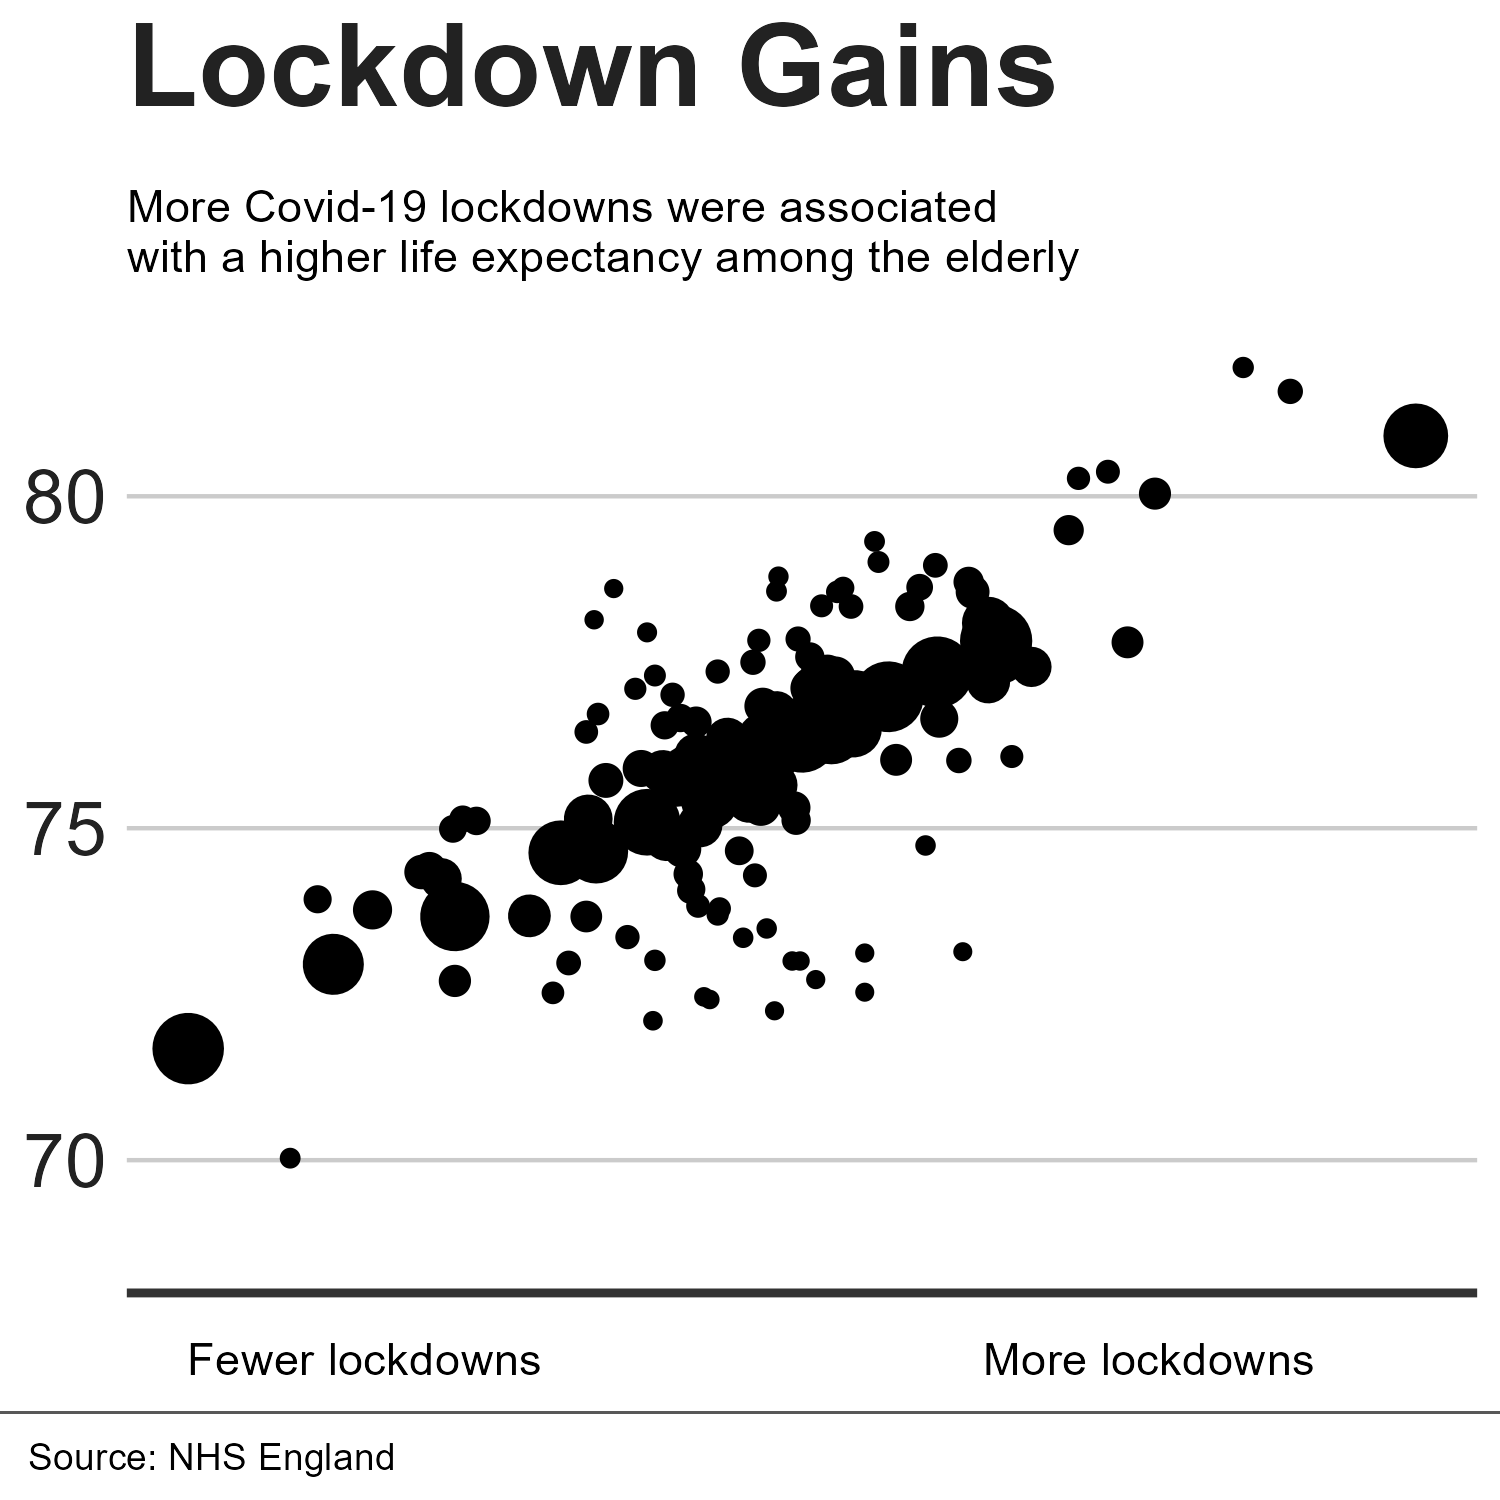 Lockdown Gains
More Covid-19 lockdowns were associated
with a higher life expectancy among the elderly
80
75
70
Fewer lockdowns
More lockdowns
Source: NHS England